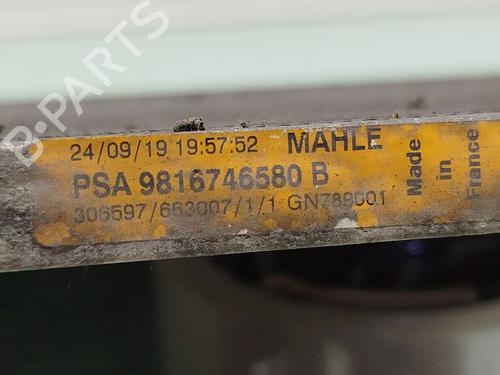 B-PARTS
24/09/19 19:57:52 MAHLE
PSA 9816746580 B
306597/663007/1/1 GN789001
Made
in
France